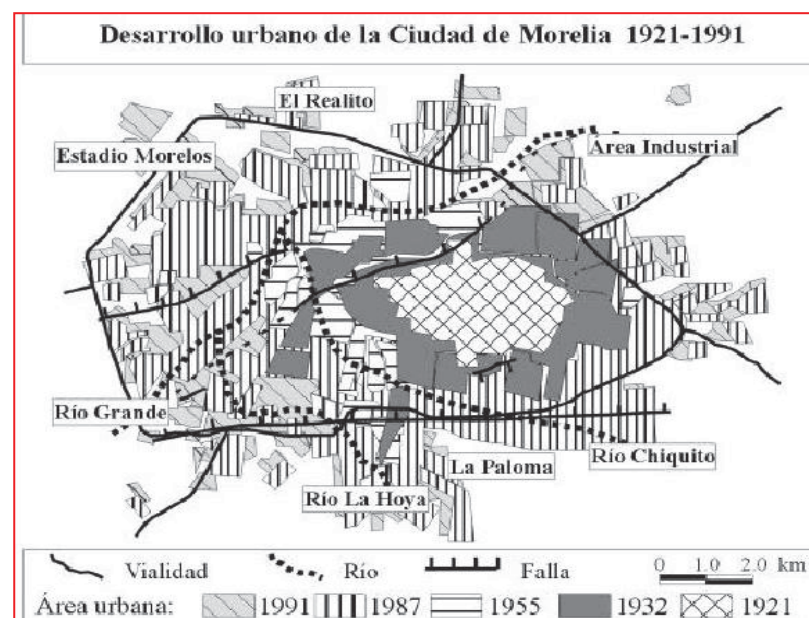 Desarrollo urbano de la Ciudad de Morelia 1921-1991
El Realito
Estadio Morelos
Área Industrial
Río Grande
La Paloma
Río Chiquito
Río La Hoya
Vialidad Río Falla 0 1.0 2.0 km
Área urbana: 1991 1987 1955 1932 1921